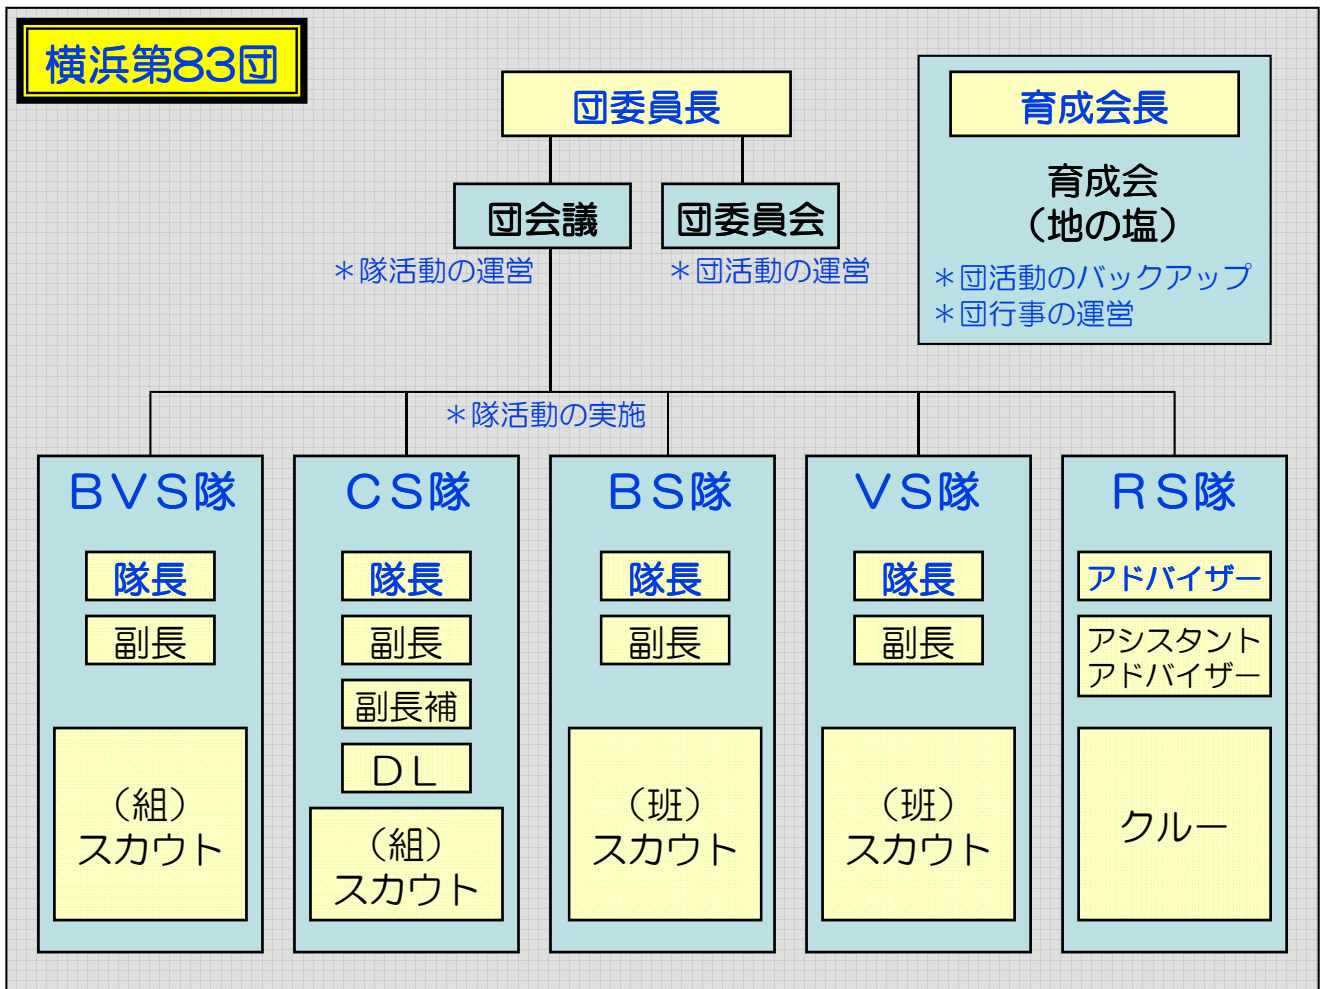 横浜第83団
団委員長
育成会長
団会議
団委員会
育成会
（地の塩）
＊隊活動の運営
＊団活動の運営
＊団活動のバックアップ
＊団行事の運営
＊隊活動の実施
ＢＶＳ隊
隊長
副長
（組）
スカウト
ＣＳ隊
隊長
副長
副長補
ＤＬ
（組）
スカウト
ＢＳ隊
隊長
副長
（班）
スカウト
ＶＳ隊
隊長
副長
（班）
スカウト
ＲＳ隊
アドバイザー
アシスタント
アドバイザー
クルー